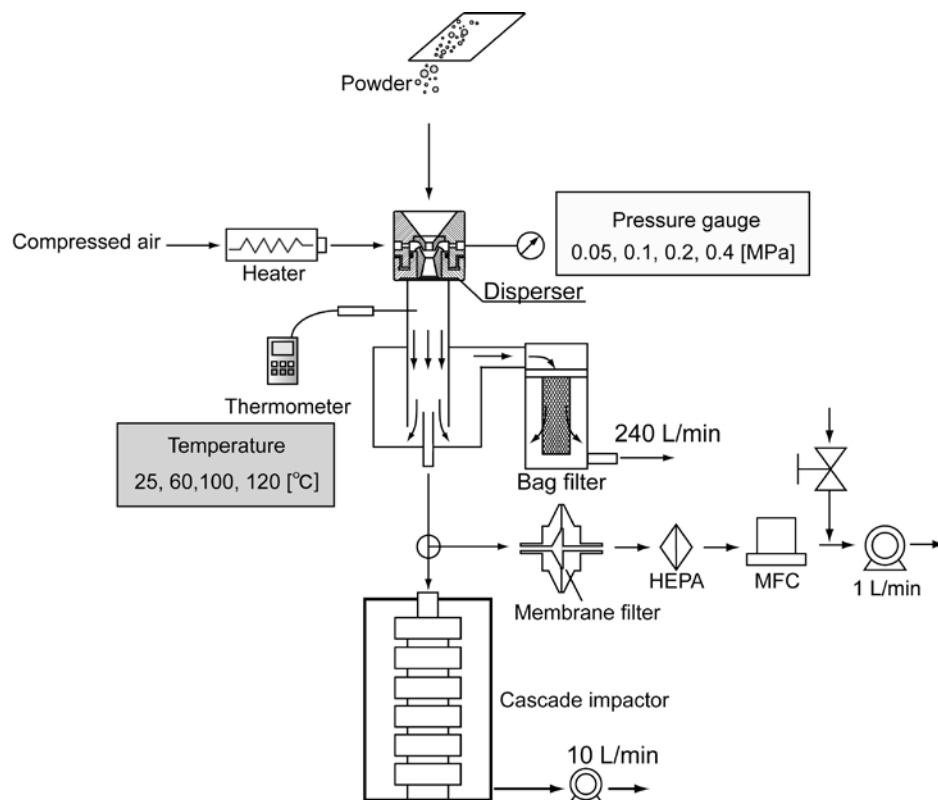 Powder
Pressure gauge
0.05, 0.1, 0.2, 0.4 [MPa]
Compressed air
Heater
Disperser
Thermometer
Temperature
25, 60,100, 120 [℃]
240 L/min
Bag filter
Membrane filter
HEPA
MFC
1 L/min
Cascade impactor
10 L/min